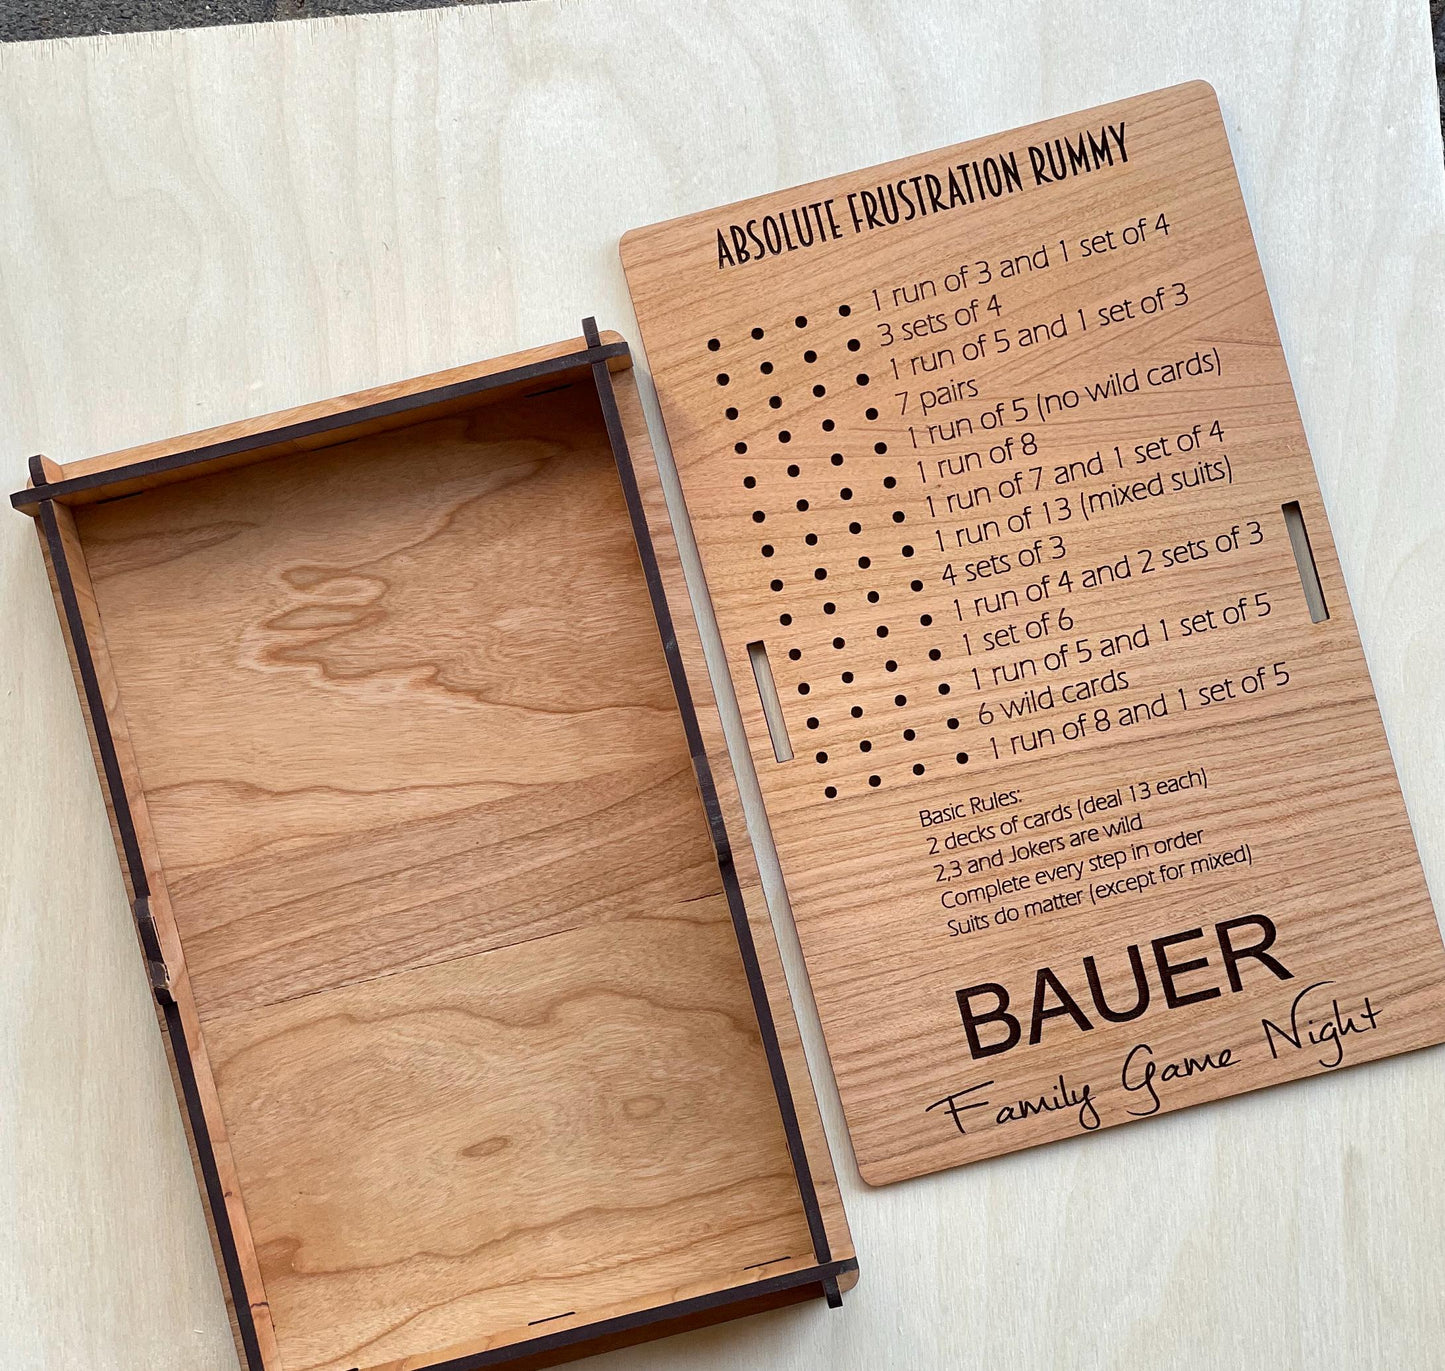 ABSOLUTE FRUSTRATION RUMMY
1 run of 3 and 1 set of 4
3 sets of 4
1 run of 5 and 1 set of 3
7 pairs
1 run of 5 (no wild cards)
1 run of 8
1 run of 7 and 1 set of 4
1 run of 13 (mixed suits)
4 sets of 3
1 run of 4 and 2 sets of 3
1 set of 6
1 run of 5 and 1 set of 5
6 wild cards
1 run of 8 and 1 set of 5
Basic Rules:
2 decks of cards (deal 13 each)
2,3 and Jokers are wild
Complete every step in order
Suits do matter (except for mixed)
BAUER
Family Game Night